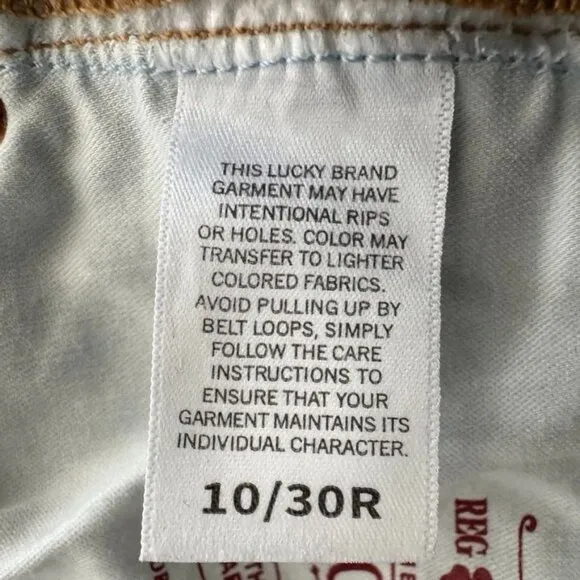 THIS LUCKY BRAND
GARMENT MAY HAVE
INTENTIONAL RIPS
OR HOLES. COLOR MAY
TRANSFER TO LIGHTER
COLORED FABRICS.
AVOID PULLING UP BY
BELT LOOPS, SIMPLY
FOLLOW THE CARE
INSTRUCTIONS TO
ENSURE THAT YOUR
GARMENT MAINTAINS ITS
INDIVIDUAL CHARACTER.
10/30R
REG